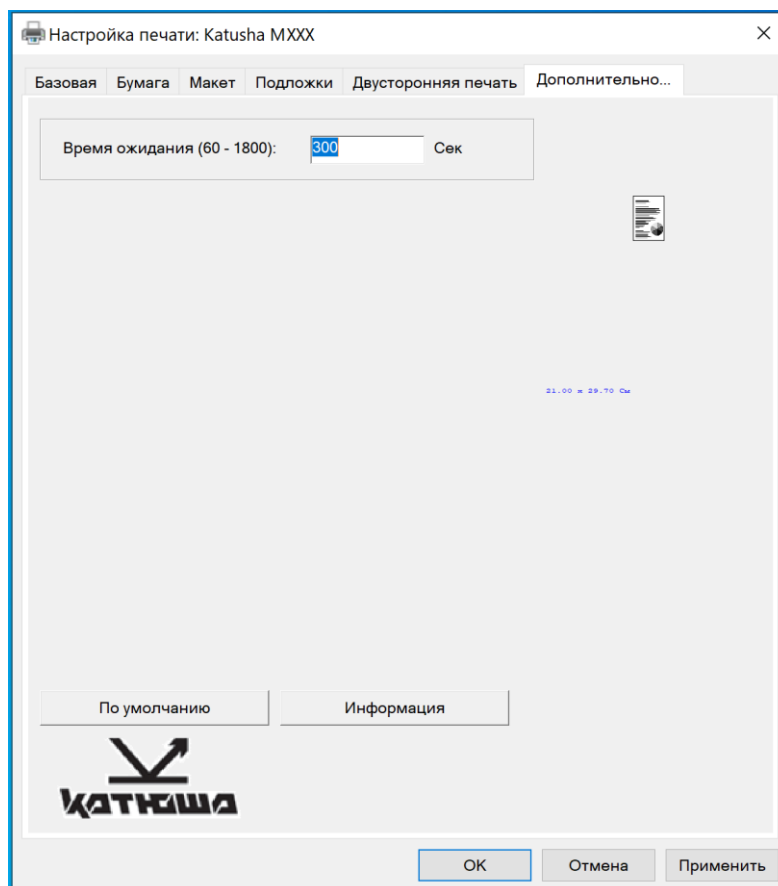 Настройка печати: Katusha MXXX
Базовая Бумага Макет Подложки Двусторонняя печать Дополнительно...
Время ожидания (60 - 1800): 300 Сек
21.00 x 29.70 См
По умолчанию Информация
катюша
OK Отмена Применить